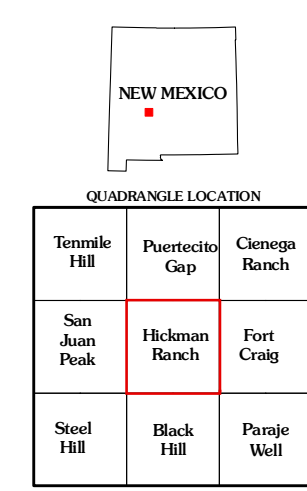 NEW MEXICO
QUADRANGLE LOCATION
Tenmile
Hill
Puertecito
Gap
Cienega
Ranch
San
Juan
Peak
Hickman
Ranch
Fort
Craig
Steel
Hill
Black
Hill
Paraje
Well